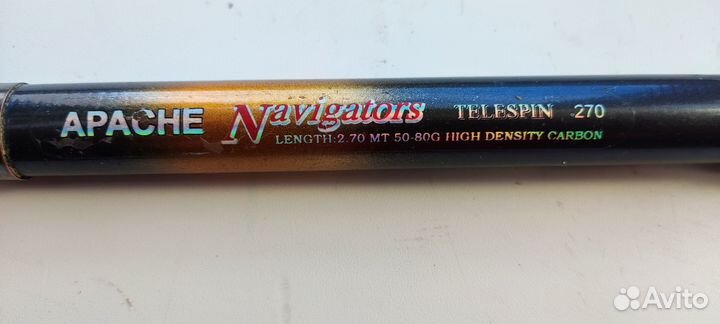 APACHE Navigators TELESPIN 270
LENGTH:2.70 MT 50-80G HIGH DENSITY CARBON
Avito